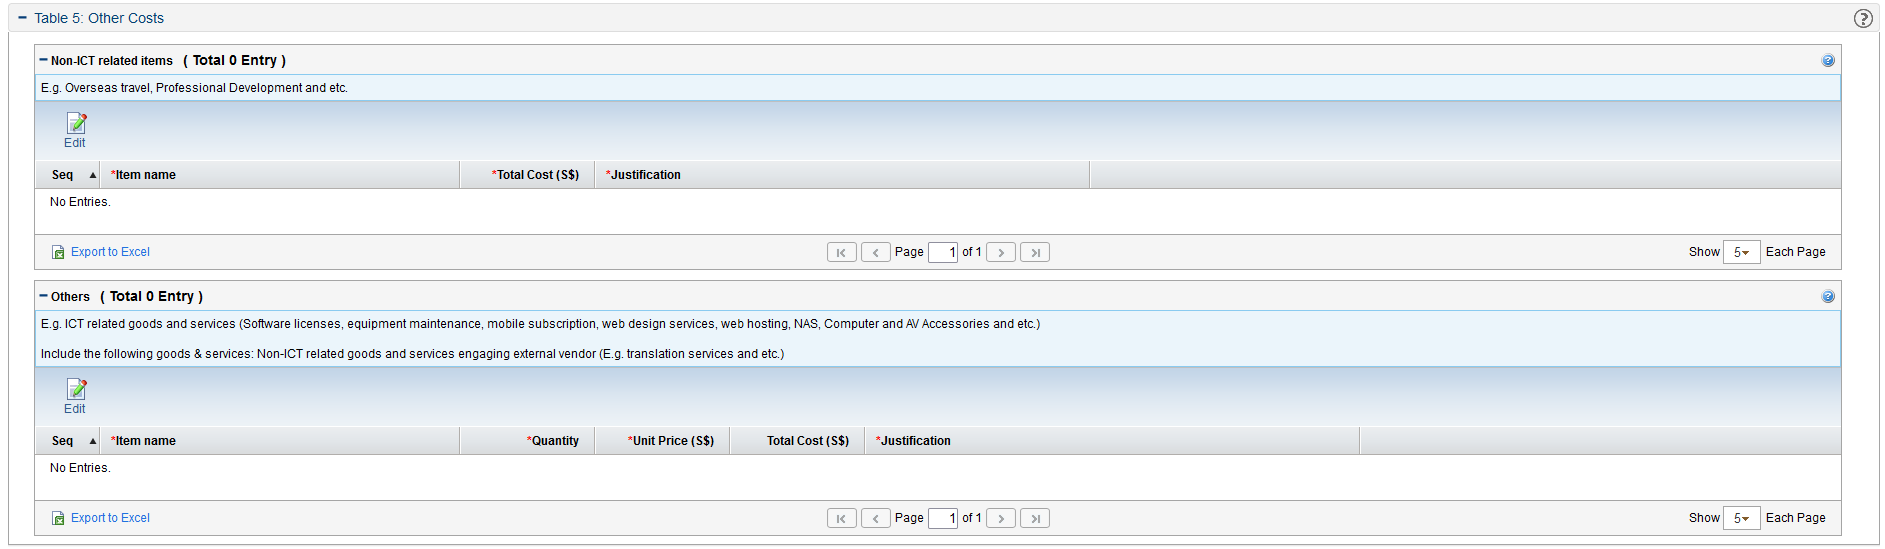 Table 5: Other Costs
Non-ICT related items ( Total 0 Entry )
E.g. Overseas travel, Professional Development and etc.
Edit
Seq *Item name *Total Cost (S$) *Justification
No Entries.
Export to Excel Page 1 of 1 Show 5 Each Page
Others ( Total 0 Entry )
E.g. ICT related goods and services (Software licenses, equipment maintenance, mobile subscription, web design services, web hosting, NAS, Computer and AV Accessories and etc.)
Include the following goods & services: Non-ICT related goods and services engaging external vendor (E.g. translation services and etc.)
Edit
Seq *Item name *Quantity *Unit Price (S$) Total Cost (S$) *Justification
No Entries.
Export to Excel Page 1 of 1 Show 5 Each Page